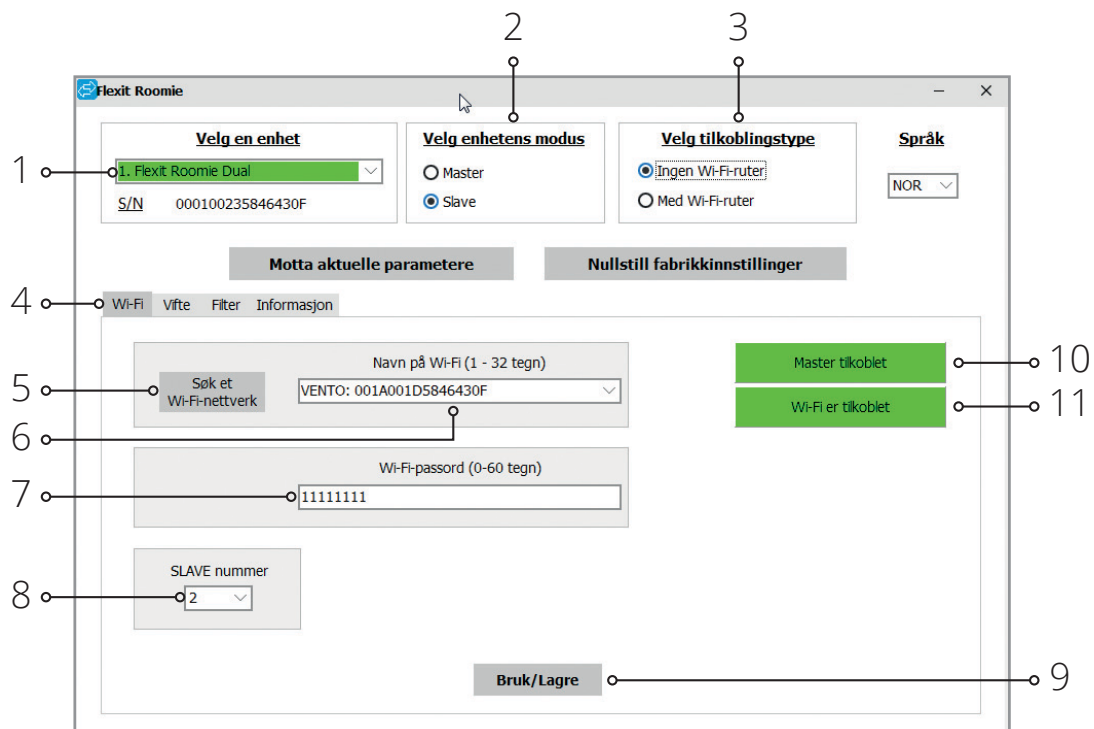 2
3
Flexit Roomie
Velg en enhet
Velg enhetens modus
Velg tilkoblingstype
Språk
1
1. Flexit Roomie Dual
Master
Ingen Wi-Fi-ruter
NOR
S/N 000100235846430F
Slave
Med Wi-Fi-ruter
Motta aktuelle parametere
Nullstill fabrikkinnstillinger
4
Wi-Fi Vifte Filter Informasjon
Navn på Wi-Fi (1 - 32 tegn)
Master tilkoblet
10
5
Søk et
Wi-Fi-nettverk
VENTO: 001A001D5846430F
Wi-Fi er tilkoblet
11
6
Wi-Fi-passord (0-60 tegn)
7
11111111
SLAVE nummer
8
2
Bruk/Lagre
9